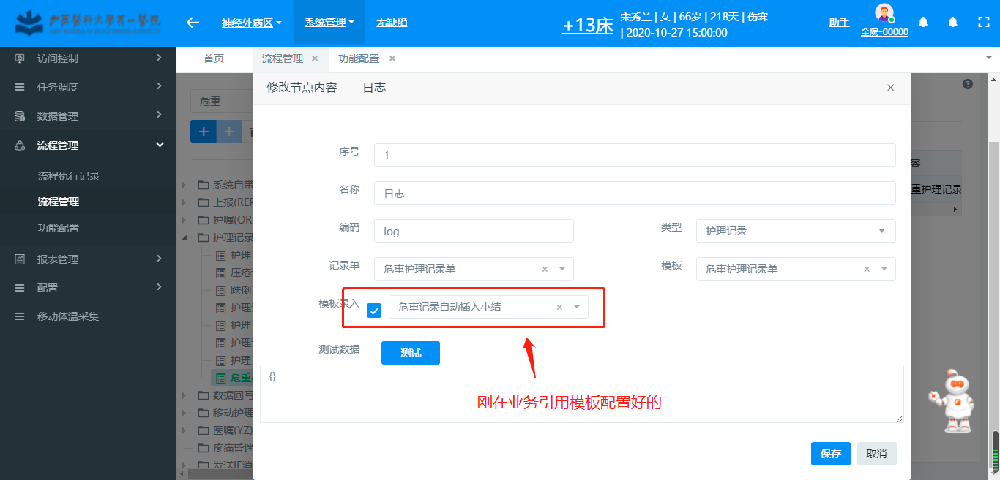 神经外病区
系统管理
无缺陷
+13床
宋秀兰 | 女 | 66岁 | 218天 | 伤寒
| 2020-10-27 15:00:00
助手
全院-00000
访问控制
任务调度
数据管理
流程管理
流程执行记录
流程管理
功能配置
报表管理
配置
移动体温采集
首页
流程管理 ×
功能配置 ×
危重
系统自带
上报(REP
护嘱(OR
护理记录
护理
压疮
跌倒
护理
护理
护理
护理
危重
数据回写
移动护理
医嘱(YZ)
疼痛昏迷
修改节点内容——日志
序号
1
名称
日志
编码
log
类型
护理记录
记录单
危重护理记录单
模板
危重护理记录单
模板录入
危重记录自动插入小结
测试数据
测试
{}
刚在业务引用模板配置好的
保存
取消
容
重护理记录